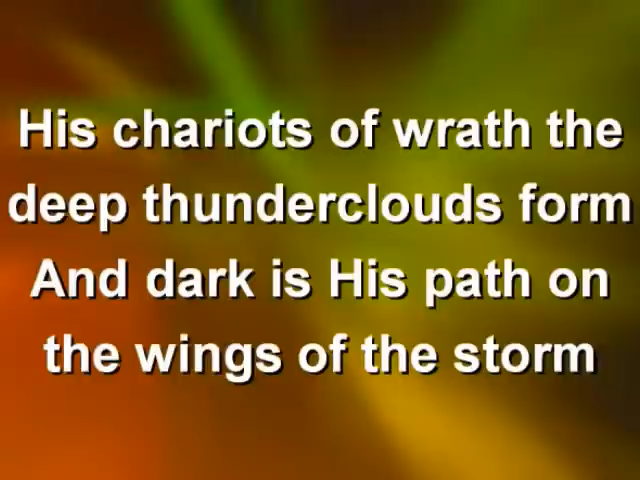 His chariots of wrath the
deep thunderclouds form
And dark is His path on
the wings of the storm